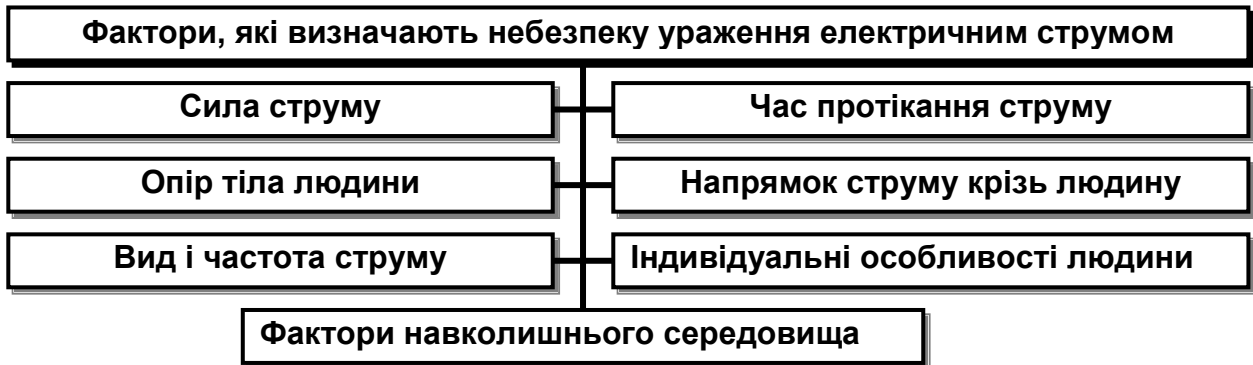 Фактори, які визначають небезпеку ураження електричним струмом
Сила струму
Час протікання струму
Опір тіла людини
Напрямок струму крізь людину
Вид і частота струму
Індивідуальні особливості людини
Фактори навколишнього середовища